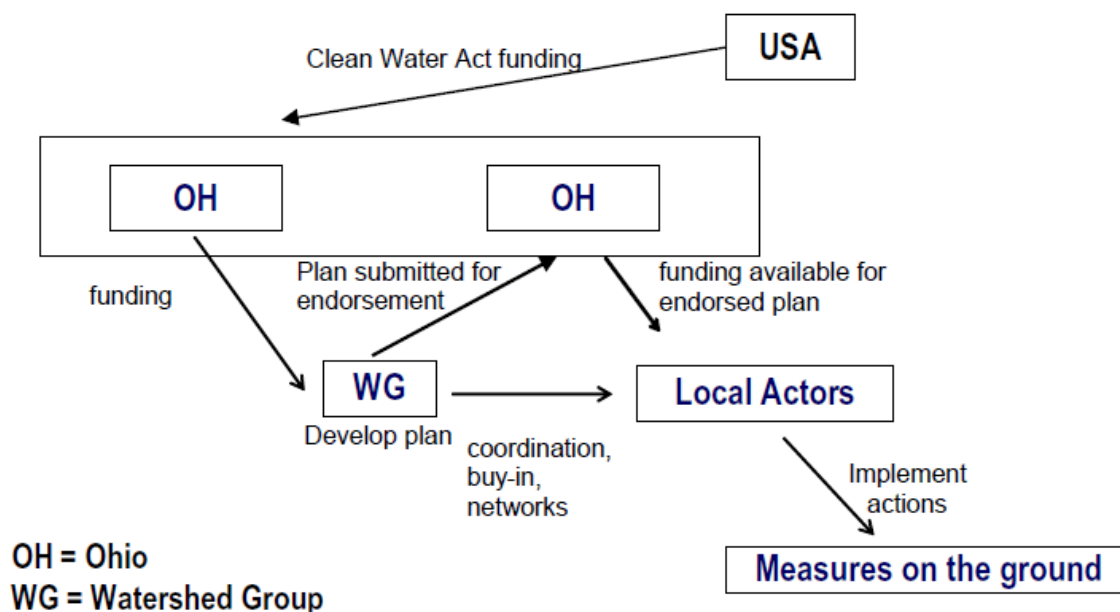 USA
Clean Water Act funding
OH
OH
funding
Plan submitted for
endorsement
funding available for
endorsed plan
WG
Develop plan
Local Actors
coordination,
buy-in,
networks
Implement
actions
Measures on the ground
OH = Ohio
WG = Watershed Group